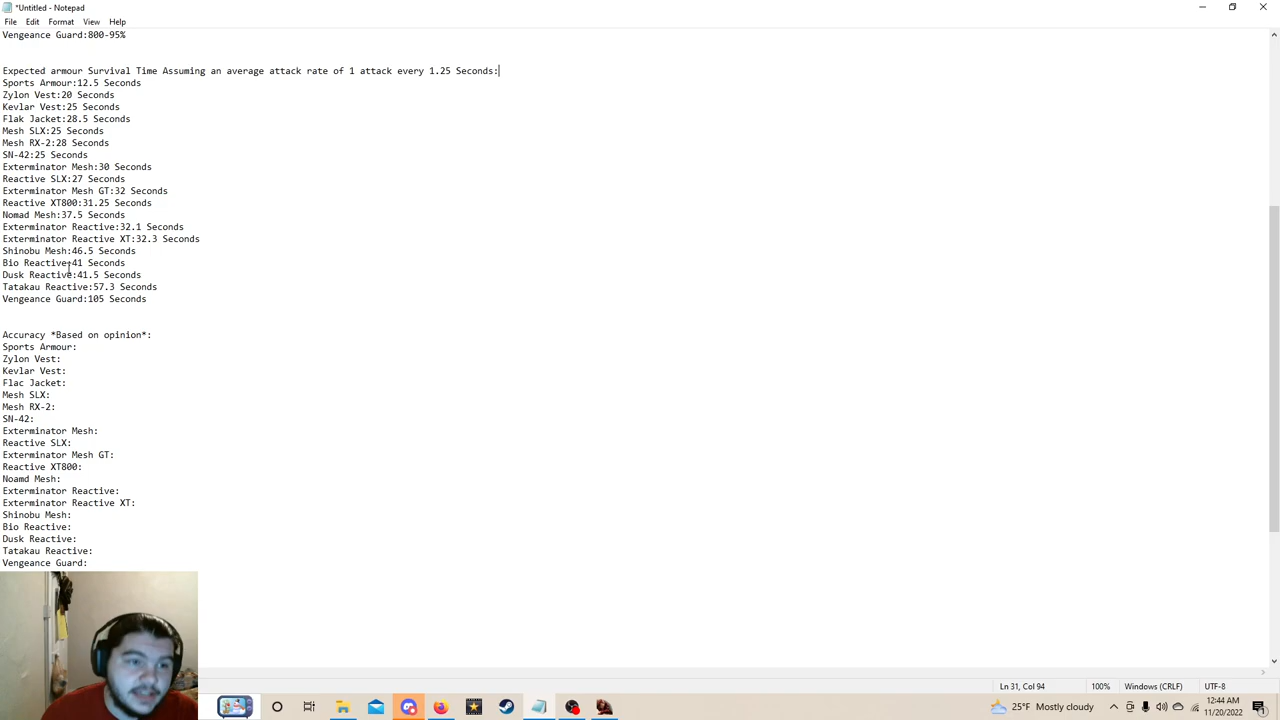 *Untitled - Notepad
File Edit Format View Help
Vengeance Guard:800-95%
Expected armour Survival Time Assuming an average attack rate of 1 attack every 1.25 Seconds:
Sports Armour:12.5 Seconds
Zylon Vest:20 Seconds
Kevlar Vest:25 Seconds
Flak Jacket:28.5 Seconds
Mesh SLX:25 Seconds
Mesh RX-2:28 Seconds
SN-42:25 Seconds
Exterminator Mesh:30 Seconds
Reactive SLX:27 Seconds
Exterminator Mesh GT:32 Seconds
Reactive XT800:31.25 Seconds
Nomad Mesh:37.5 Seconds
Exterminator Reactive:32.1 Seconds
Exterminator Reactive XT:32.3 Seconds
Shinobu Mesh:46.5 Seconds
Bio Reactive:41 Seconds
Dusk Reactive:41.5 Seconds
Tatakau Reactive:57.3 Seconds
Vengeance Guard:105 Seconds
Accuracy *Based on opinion*:
Sports Armour:
Zylon Vest:
Kevlar Vest:
Flac Jacket:
Mesh SLX:
Mesh RX-2:
SN-42:
Exterminator Mesh:
Reactive SLX:
Exterminator Mesh GT:
Reactive XT800:
Noamd Mesh:
Exterminator Reactive:
Exterminator Reactive XT:
Shinobu Mesh:
Bio Reactive:
Dusk Reactive:
Tatakau Reactive:
Vengeance Guard:
Ln 31, Col 94 100% Windows (CRLF) UTF-8
25°F Mostly cloudy 12:44 AM
11/20/2022